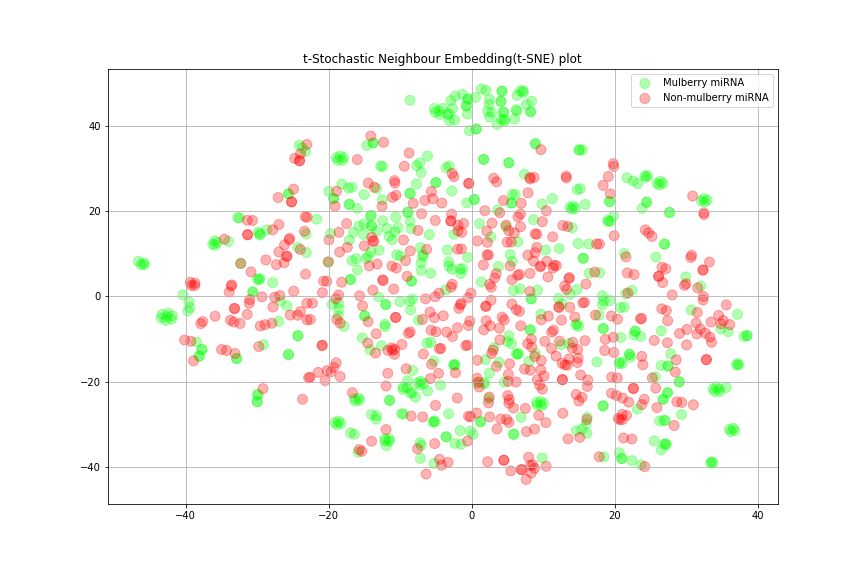 t-Stochastic Neighbour Embedding(t-SNE) plot
Mulberry miRNA
Non-mulberry miRNA
40
20
0
−20
−40
−40 −20 0 20 40